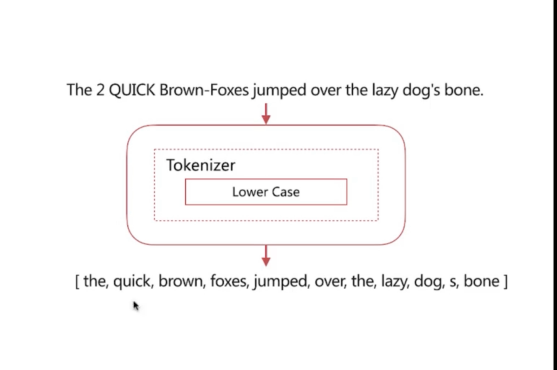 The 2 QUICK Brown-Foxes jumped over the lazy dog's bone.
Tokenizer
Lower Case
[ the, quick, brown, foxes, jumped, over, the, lazy, dog, s, bone ]